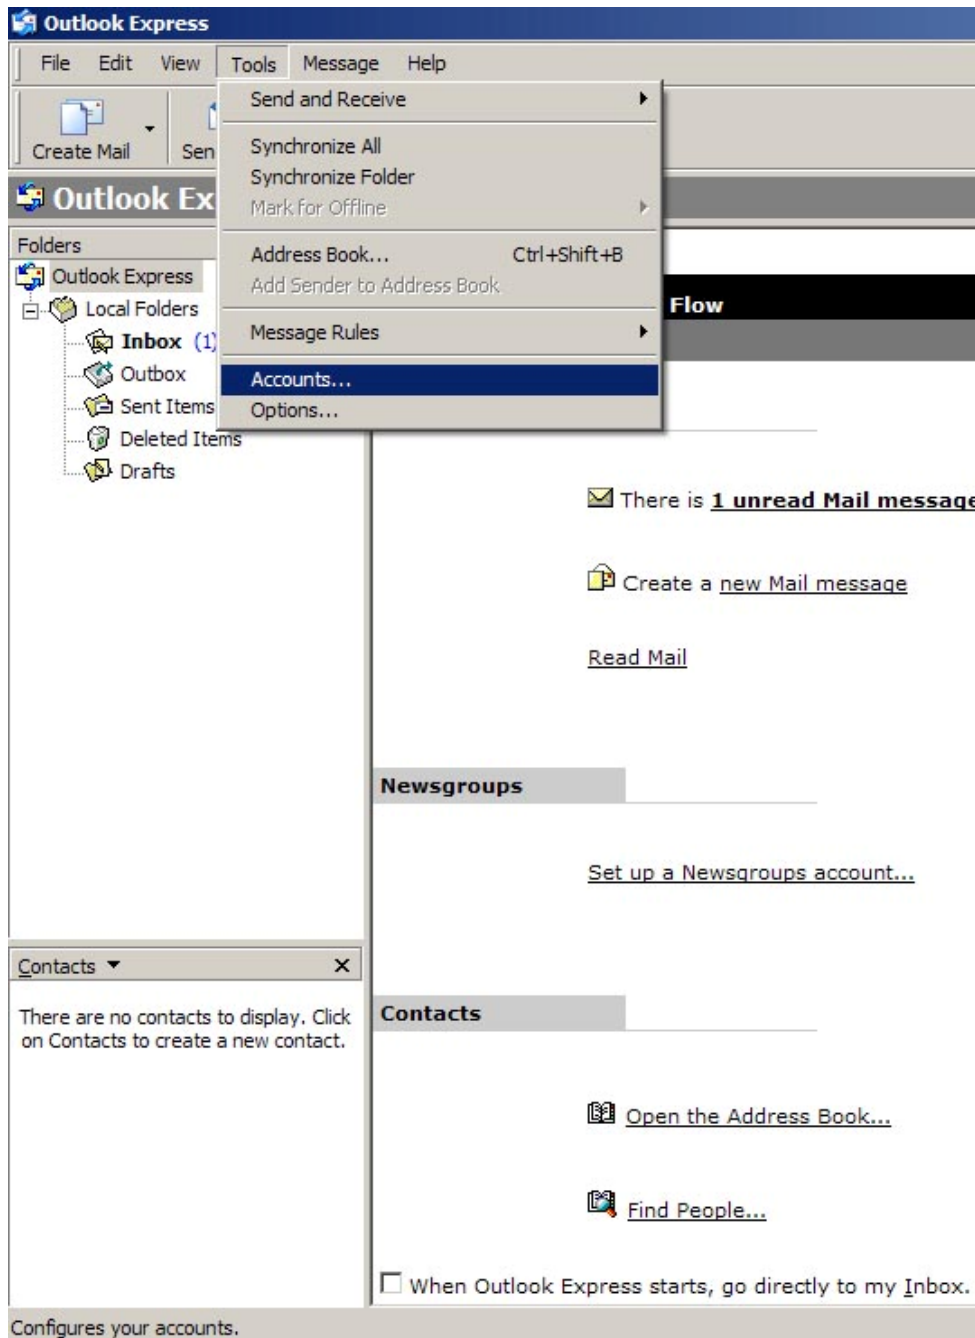 Outlook Express
File Edit View Tools Message Help
Create Mail
Sen
Send and Receive
Synchronize All
Synchronize Folder
Mark for Offline
Address Book... Ctrl+Shift+B
Add Sender to Address Book
Message Rules
Accounts...
Options...
Outlook Ex
Folders
Outlook Express
Local Folders
Inbox (1)
Outbox
Sent Items
Deleted Items
Drafts
Flow
There is 1 unread Mail message
Create a new Mail message
Read Mail
Newsgroups
Set up a Newsgroups account...
Contacts
There are no contacts to display. Click
on Contacts to create a new contact.
Contacts
Open the Address Book...
Find People...
When Outlook Express starts, go directly to my Inbox.
Configures your accounts.